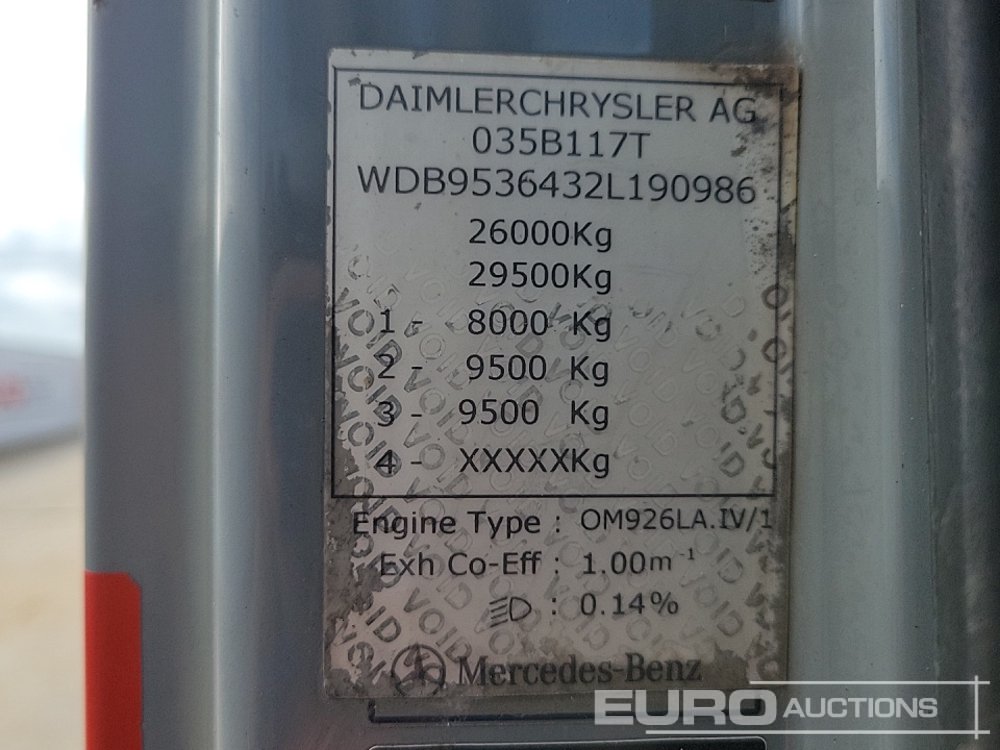 DAIMLERCHRYSLER AG
035B117T
WDB9536432L190986
26000Kg
29500Kg
1 - 8000 Kg
2 - 9500 Kg
3 - 9500 Kg
4 - XXXXXKg
Engine Type : OM926LA.IV/1
Exh Co-Eff : 1.00m⁻¹
: 0.14%
Mercedes-Benz
EURO AUCTIONS